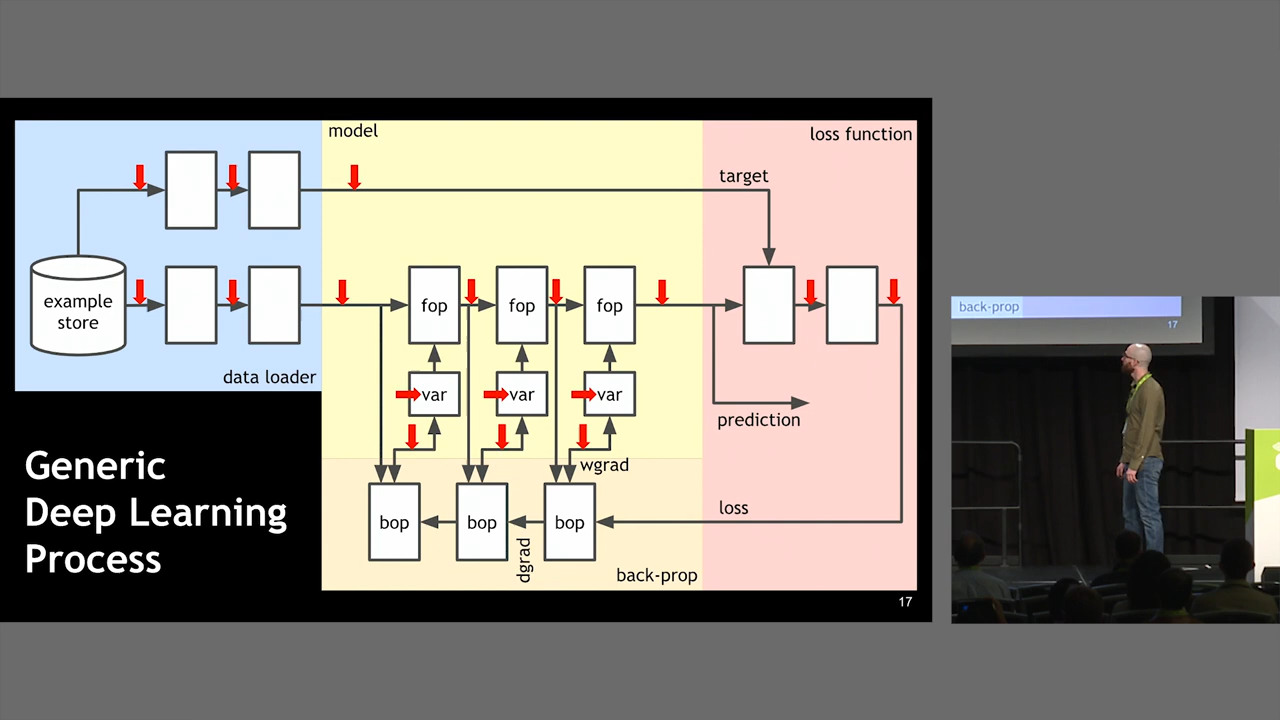 model
loss function
target
example
store
fop
fop
fop
data loader
var
var
var
prediction
wgrad
Generic
Deep Learning
Process
bop
bop
bop
loss
dgrad
back-prop
17
back-prop
17